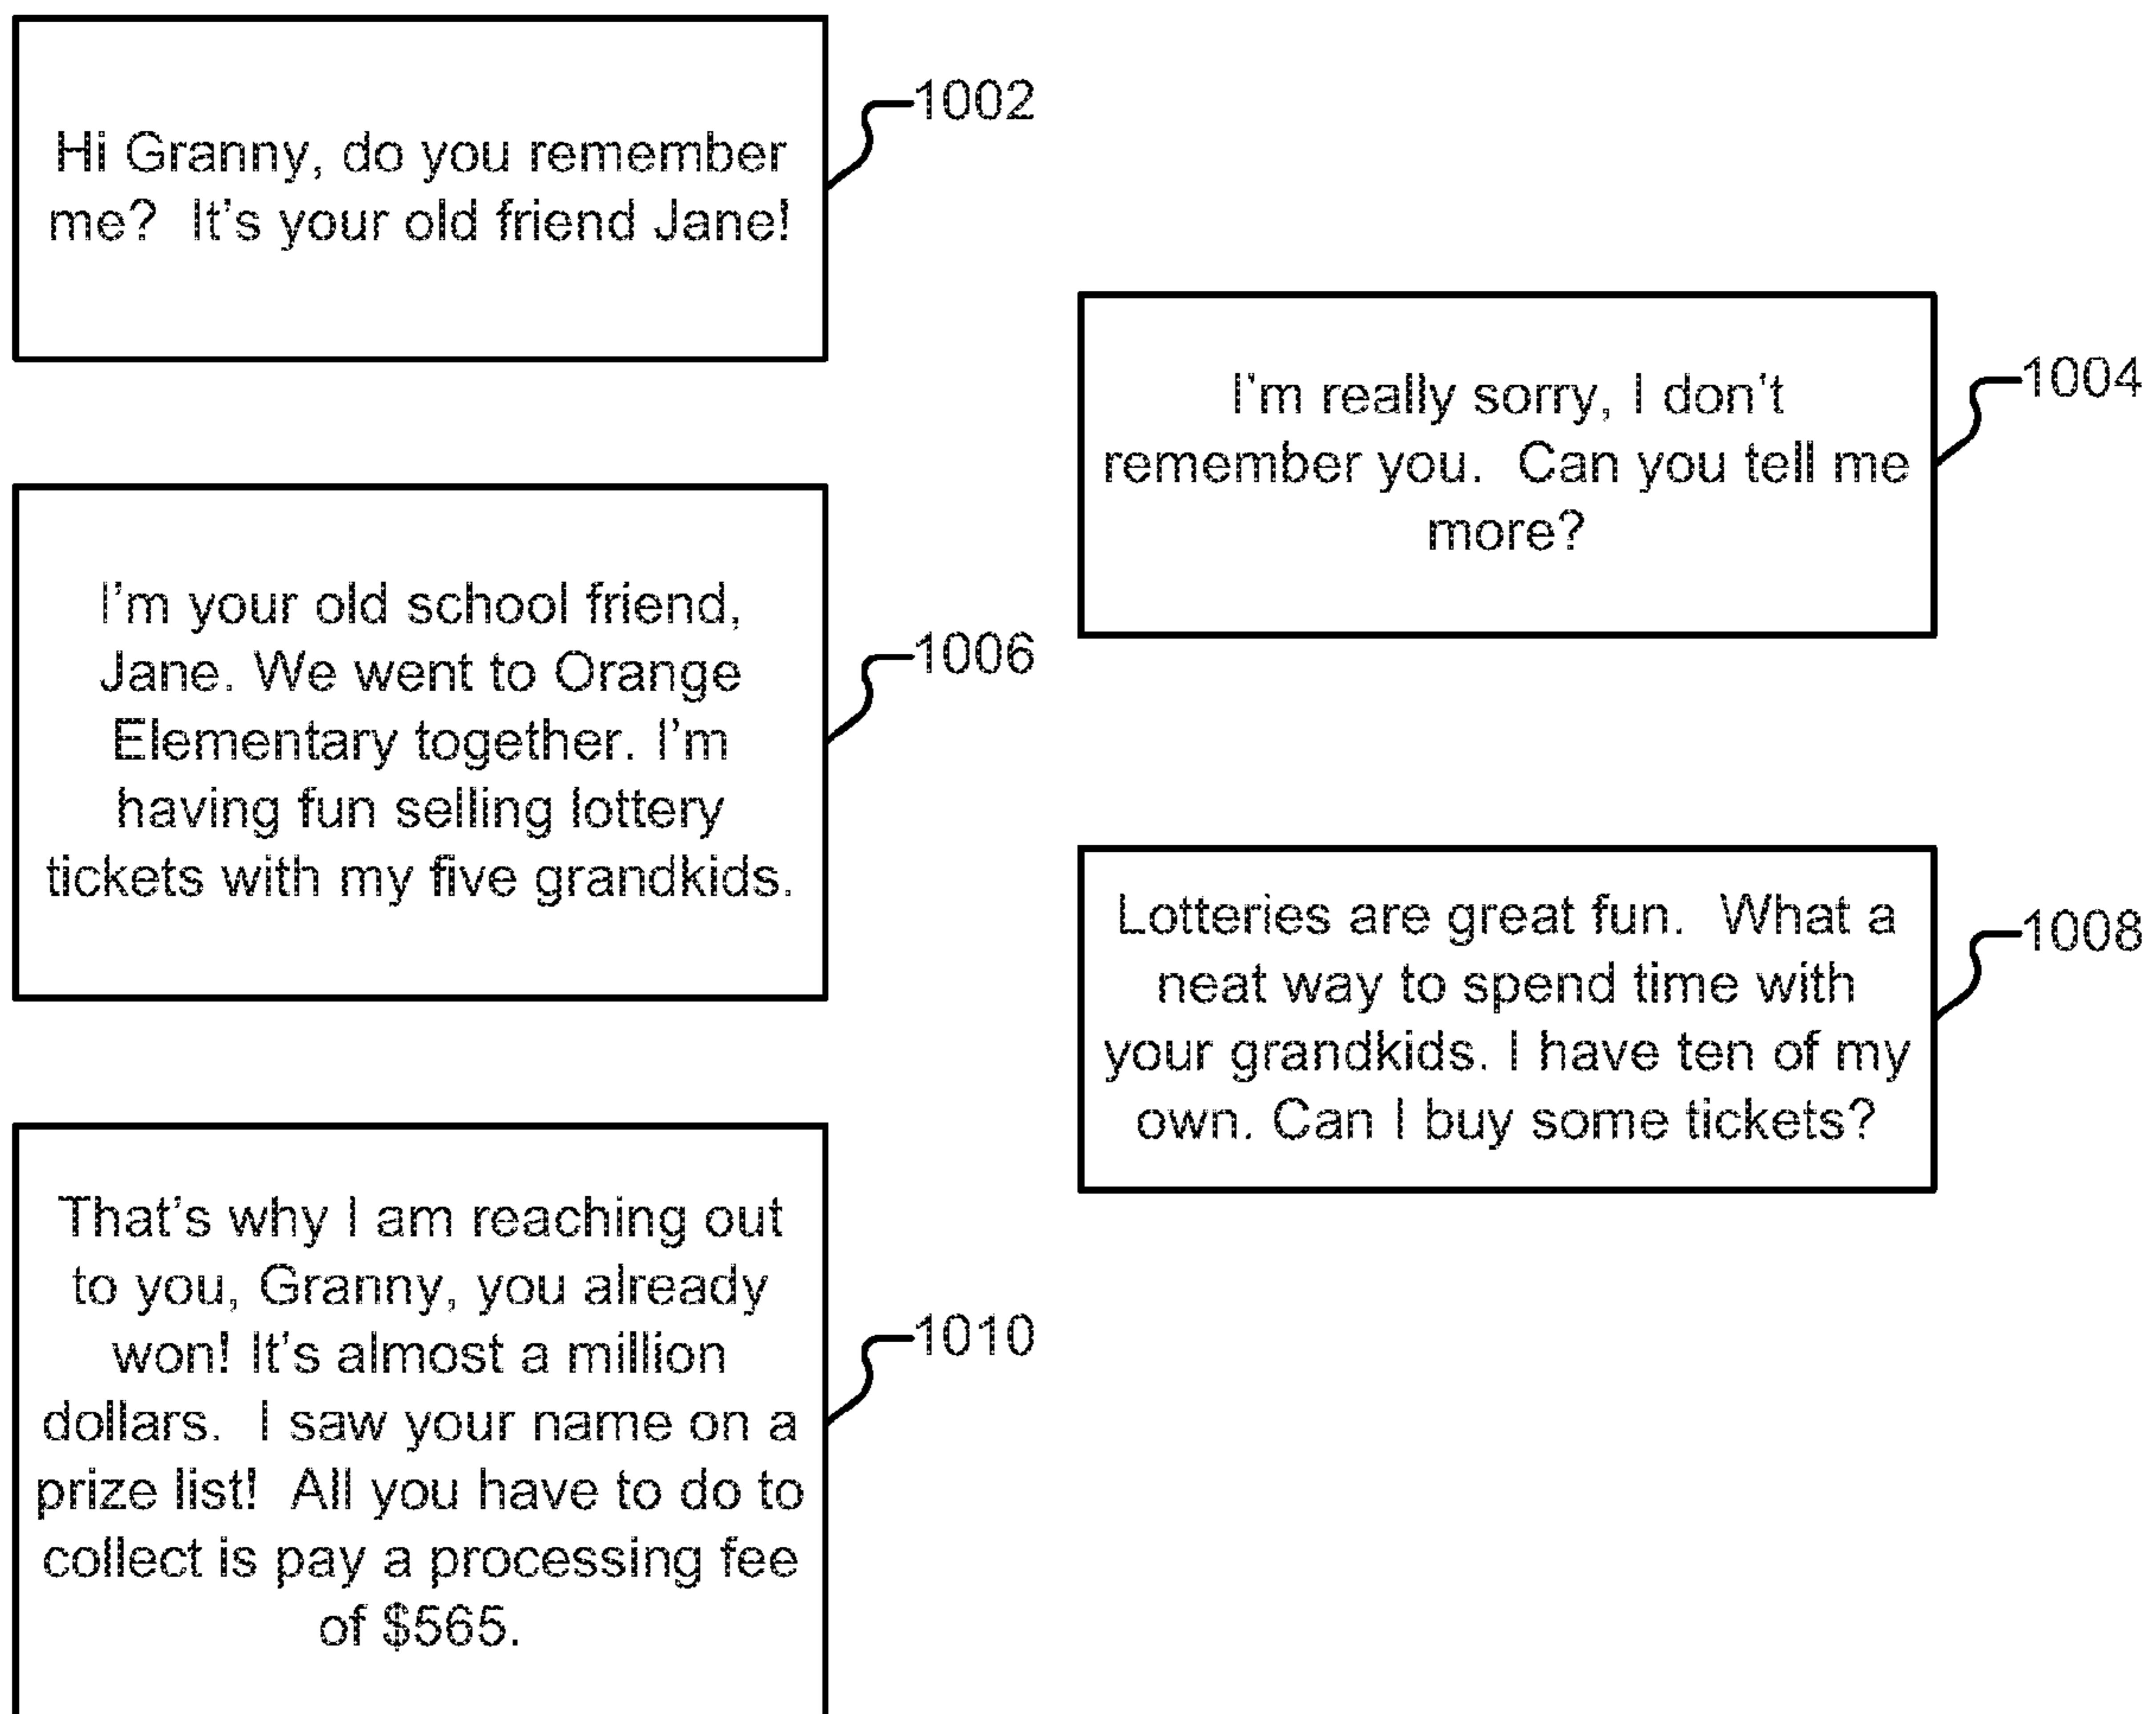 Hi Granny, do you remember
me?  It's your old friend Jane!
1002
I'm really sorry, I don't
remember you.  Can you tell me
more?
1004
I'm your old school friend,
Jane. We went to Orange
Elementary together. I'm
having fun selling lottery
tickets with my five grandkids.
1006
Lotteries are great fun.  What a
neat way to spend time with
your grandkids. I have ten of my
own. Can I buy some tickets?
1008
That's why I am reaching out
to you, Granny, you already
won! It's almost a million
dollars.  I saw your name on a
prize list!  All you have to do to
collect is pay a processing fee
of $565.
1010